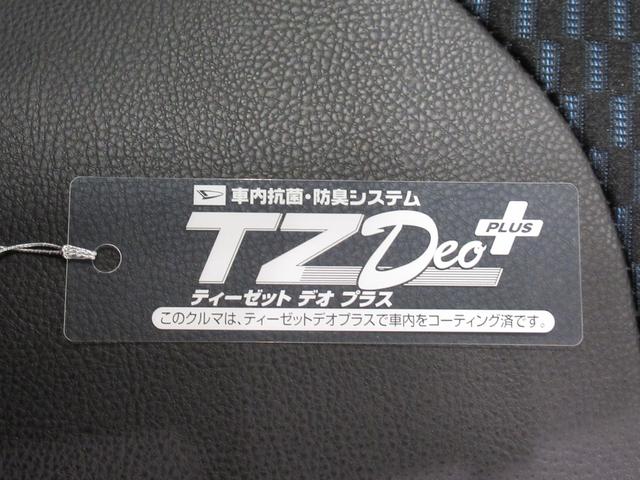 車内抗菌・防臭システム
TZ Deo PLUS
ティーゼット デオ プラス
このクルマは、ティーゼットデオプラスで車内をコーティング済です。